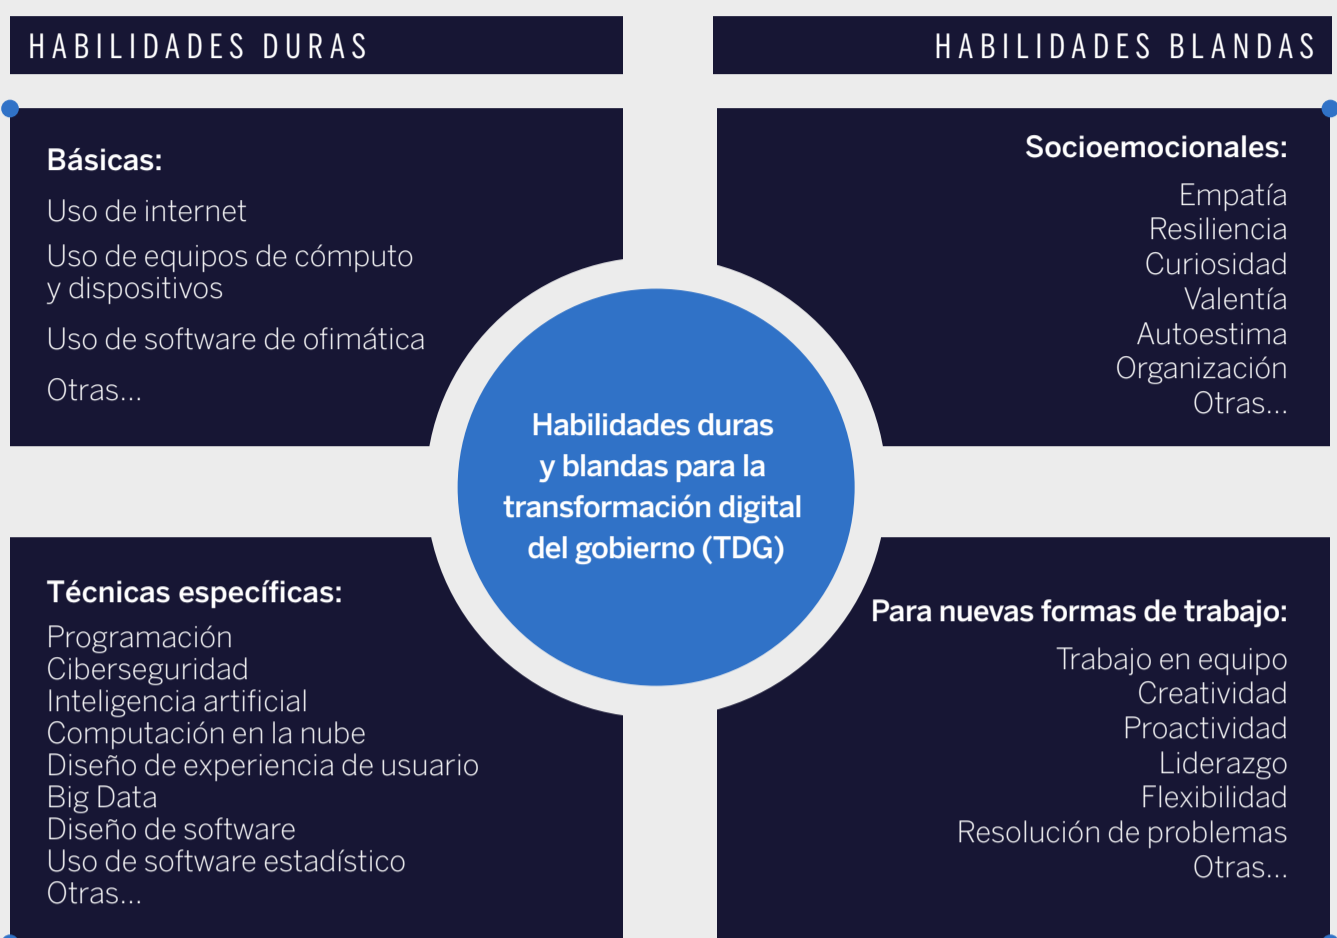 HABILIDADES DURAS
HABILIDADES BLANDAS
Básicas:
Uso de internet
Uso de equipos de cómputo
y dispositivos
Uso de software de ofimática
Otras...
Socioemocionales:
Empatía
Resiliencia
Curiosidad
Valentía
Autoestima
Organización
Otras...
Habilidades duras
y blandas para la
transformación digital
del gobierno (TDG)
Técnicas específicas:
Programación
Ciberseguridad
Inteligencia artificial
Computación en la nube
Diseño de experiencia de usuario
Big Data
Diseño de software
Uso de software estadístico
Otras...
Para nuevas formas de trabajo:
Trabajo en equipo
Creatividad
Proactividad
Liderazgo
Flexibilidad
Resolución de problemas
Otras...